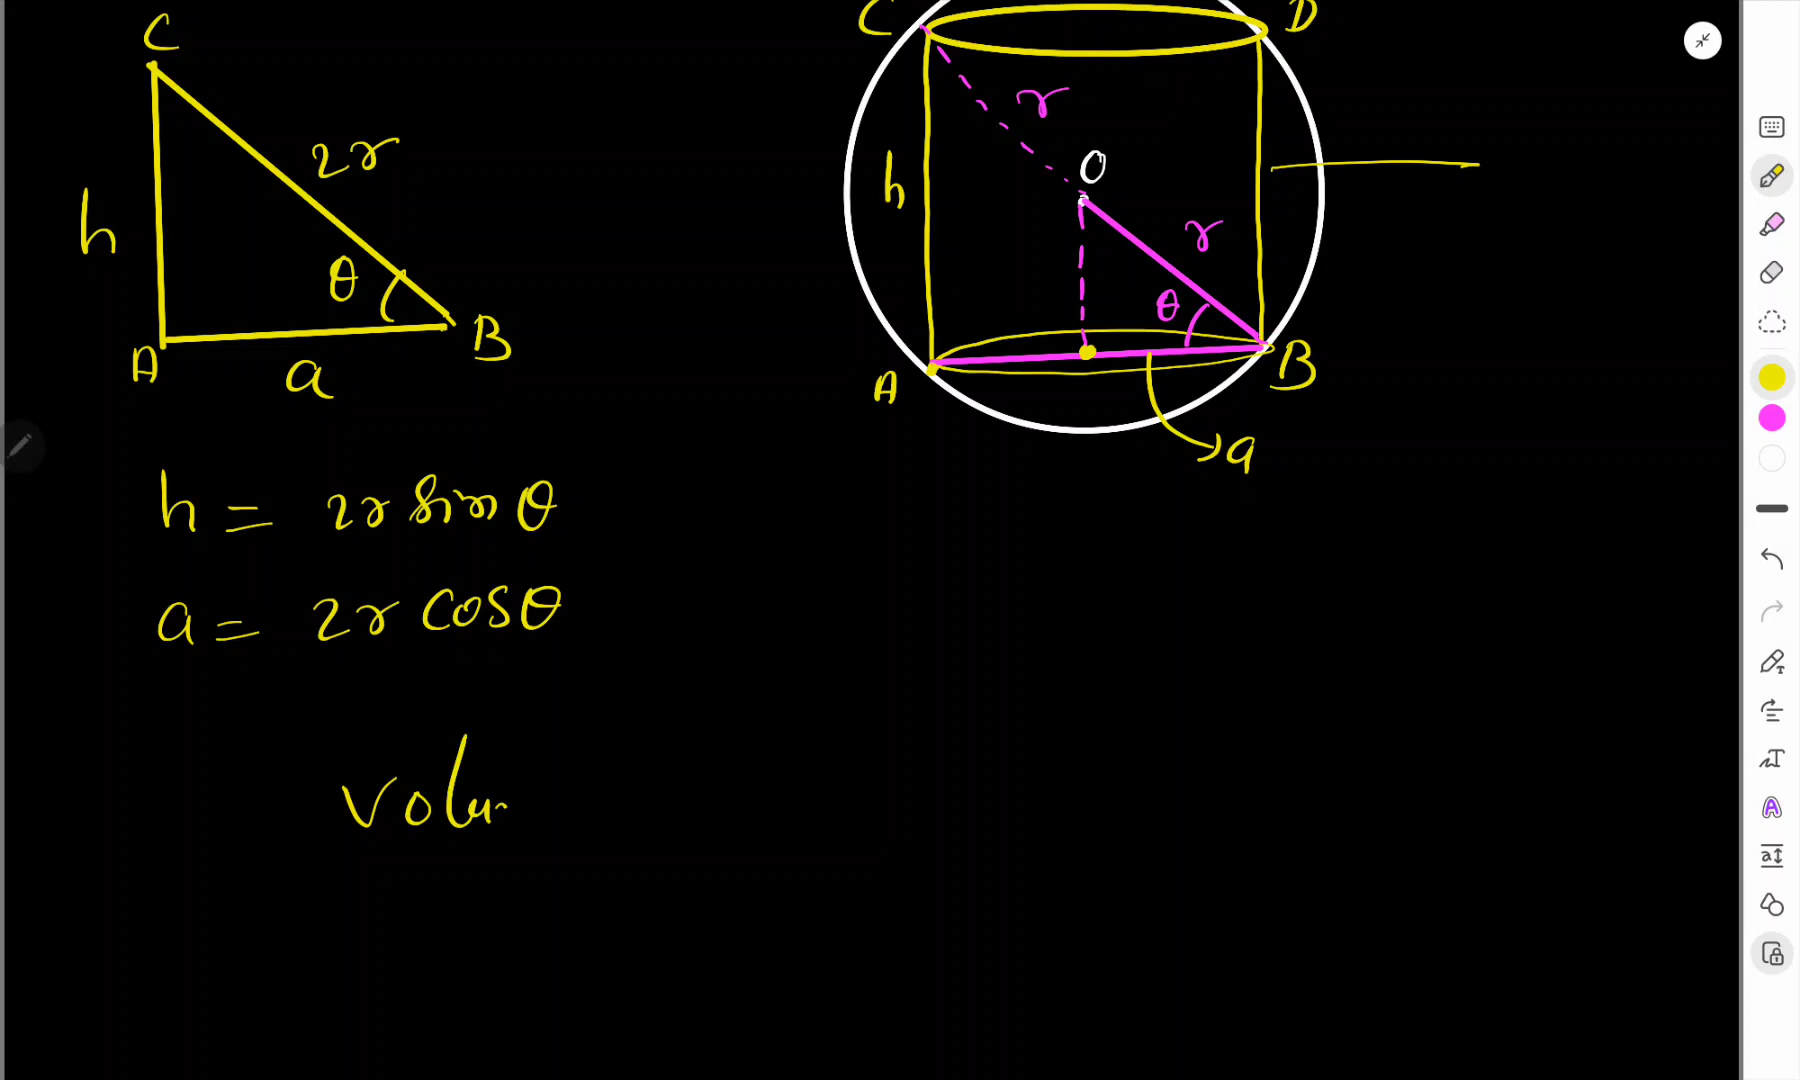 C
2r
h
θ
A
B
a
h = 2r sin θ
a = 2r cos θ
Volu
C
D
r
h
O
r
θ
A
B
a